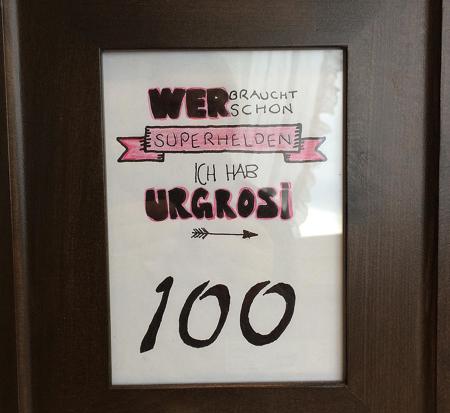 WER BRAUCHT
SCHON
SUPERHELDEN
ICH HAB
URGROSi
100